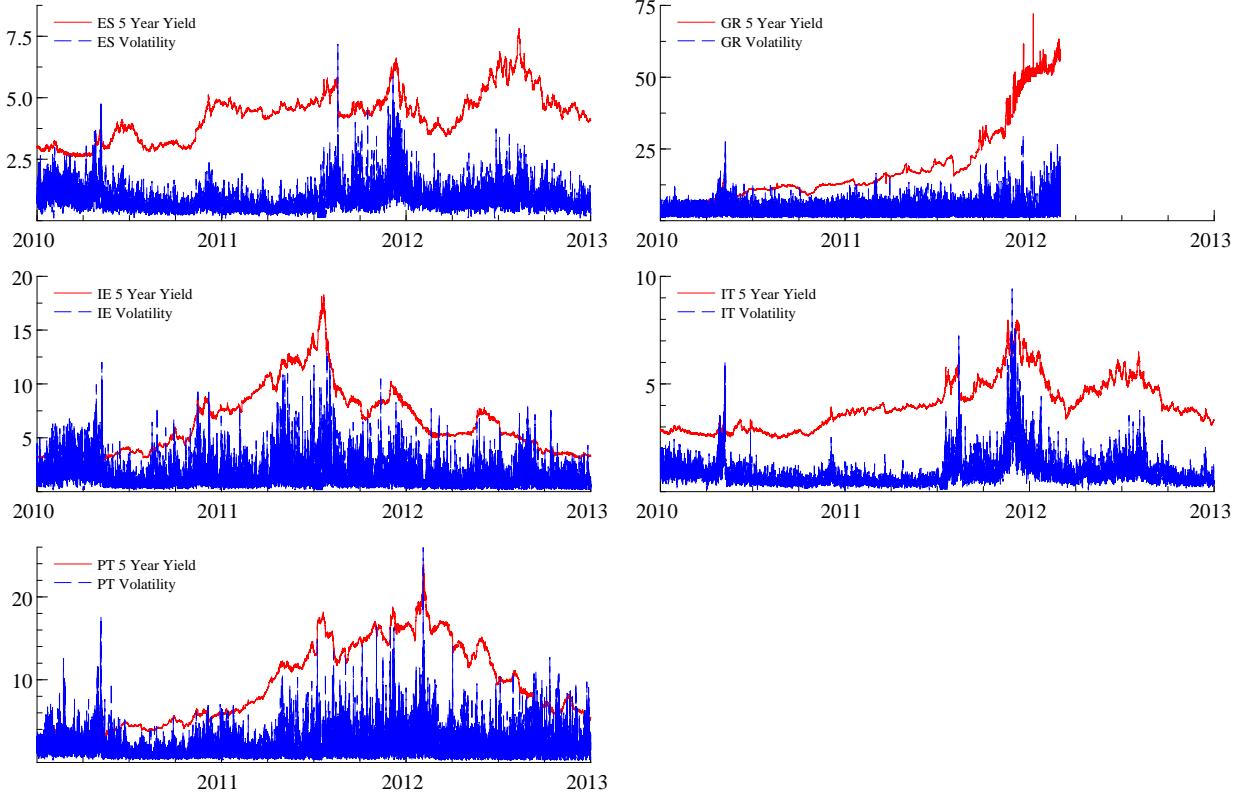 ES 5 Year Yield
ES Volatility
7.5
5.0
2.5
2010 2011 2012 2013
GR 5 Year Yield
GR Volatility
75
50
25
2010 2011 2012 2013
IE 5 Year Yield
IE Volatility
20
15
10
5
2010 2011 2012 2013
IT 5 Year Yield
IT Volatility
10
5
2010 2011 2012 2013
PT 5 Year Yield
PT Volatility
20
10
2011 2012 2013